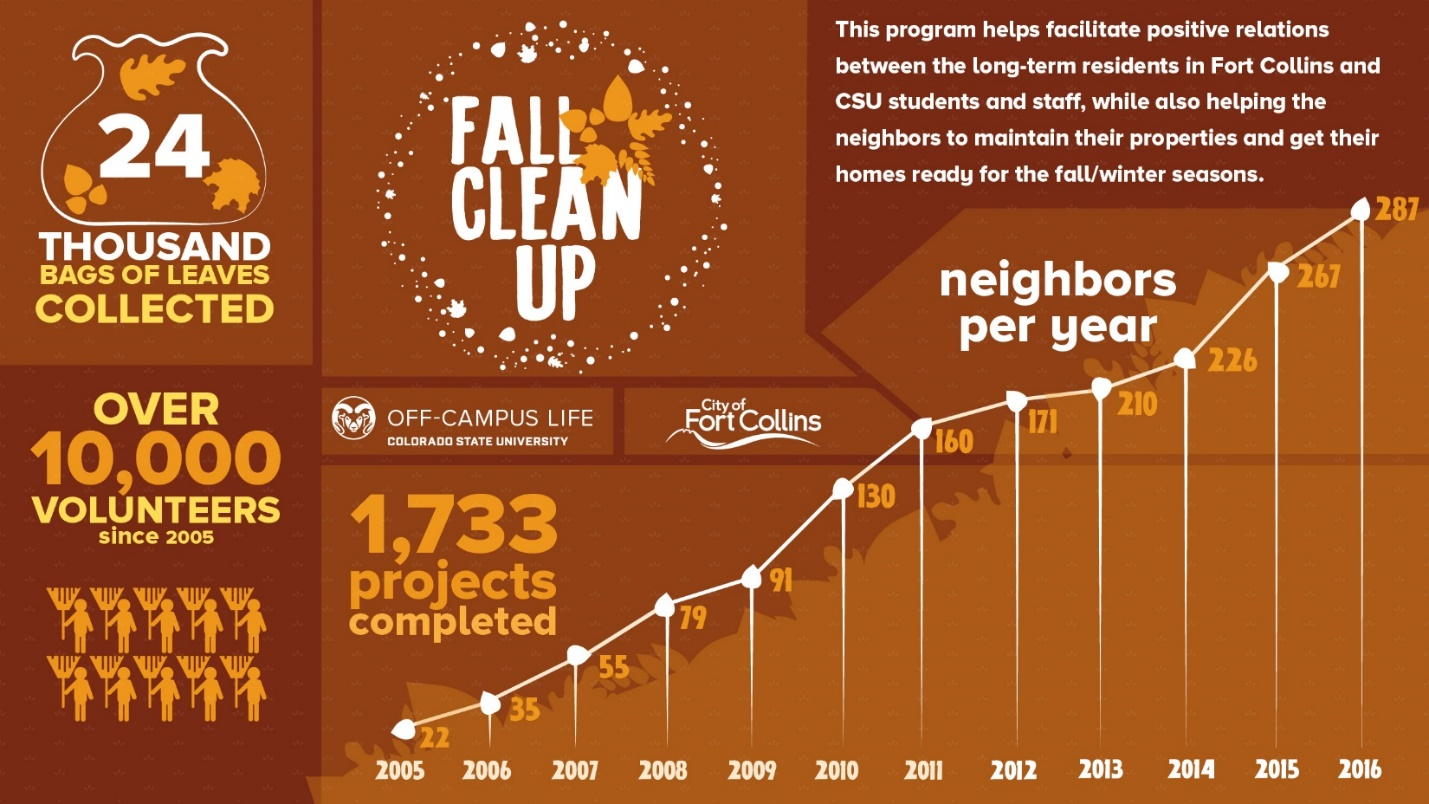 24
THOUSAND
BAGS OF LEAVES
COLLECTED
OVER
10,000
VOLUNTEERS
since 2005
FALL
CLEAN
UP
OFF-CAMPUS LIFE
COLORADO STATE UNIVERSITY
City of
Fort Collins
This program helps facilitate positive relations
between the long-term residents in Fort Collins and
CSU students and staff, while also helping the
neighbors to maintain their properties and get their
homes ready for the fall/winter seasons.
1,733
projects
completed
neighbors
per year
22
35
55
79
91
130
160
171
210
226
267
287
2005 2006 2007 2008 2009 2010 2011 2012 2013 2014 2015 2016